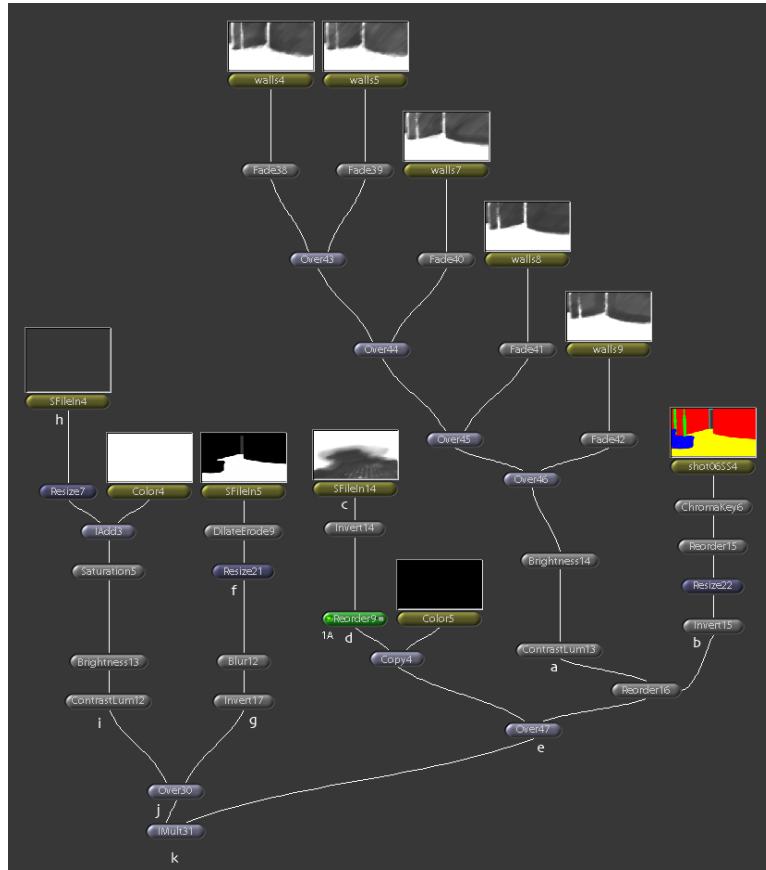 walls4 walls5
walls7
Fade38 Fade39
walls8
Over43 Fade40
walls9
Over44 Fade41
SFileIn4
h
Over45 Fade42
shot06SS4
Over46
Resize7 Color4 SFileIn5 SFileIn14
c
ChromaKey6
IAdd3 DilateErode9 Invert14
Reorder15
Brightness14
Saturation5 Resize21
f
Resize22
Reorder9 Color5
1A d
Invert15
b
ContrastLum13
a
Brightness13 Blur12 Copy4
Reorder16
ContrastLum12 Invert17
i g
Over47
e
Over30
j
IMult31
k